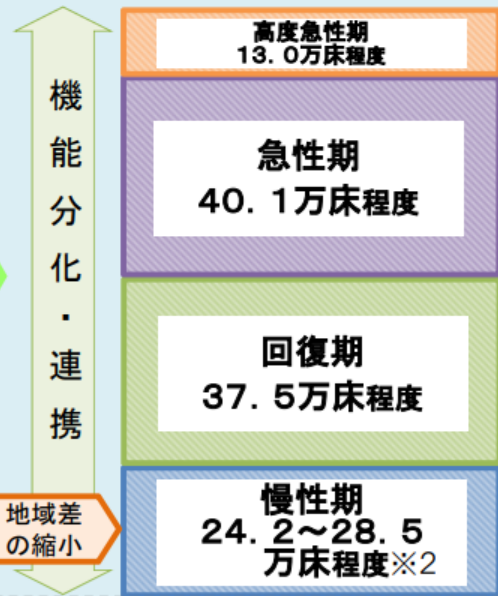 機能分化・連携
高度急性期
13.0万床程度
急性期
40.1万床程度
回復期
37.5万床程度
地域差
の縮小
慢性期
24.2～28.5
万床程度※2